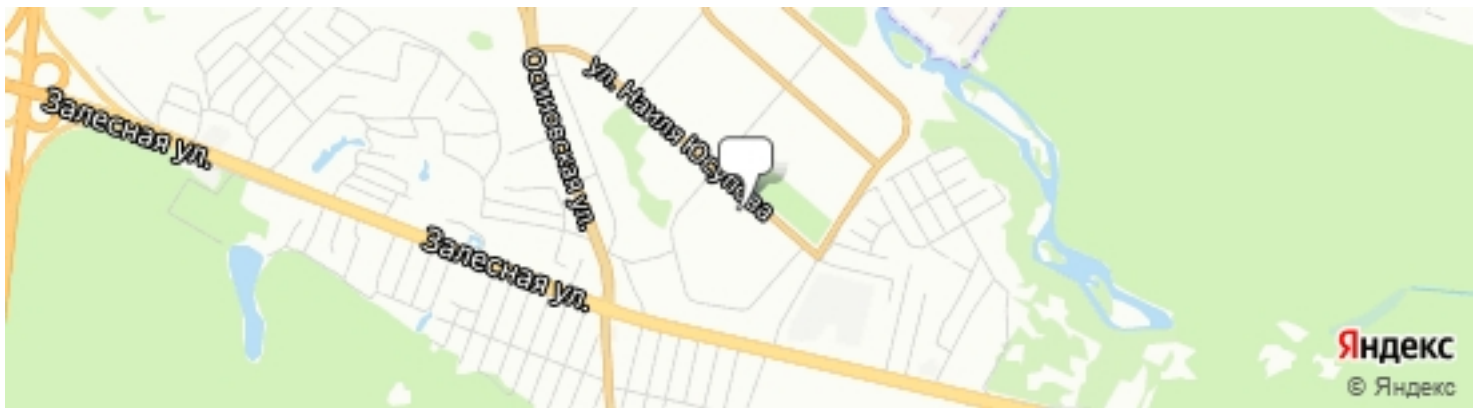 Залесная ул.
Осиновская ул.
ул. Наиля Юсупова
Залесная ул.
Яндекс
© Яндекс